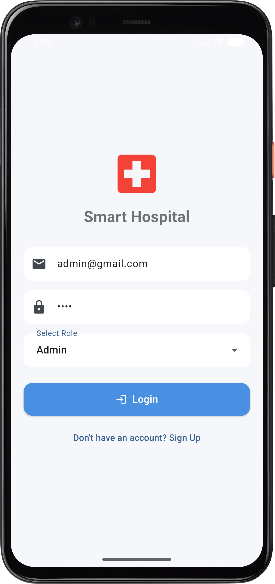 Smart Hospital
admin@gmail.com
••••
Select Role
Admin
Login
Don't have an account? Sign Up